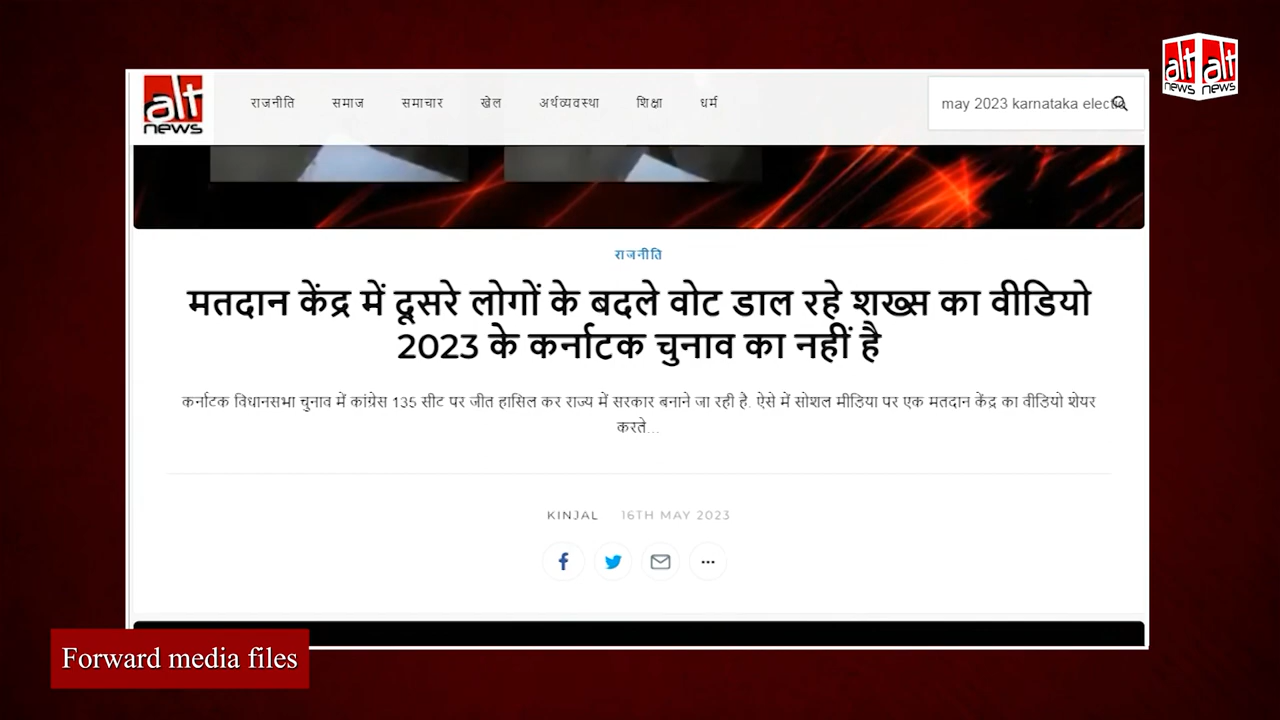 alt alt
news news
alt
news
राजनीति समाज समाचार खेल अर्थव्यवस्था शिक्षा धर्म
may 2023 karnataka electio
राजनीति
मतदान केंद्र में दूसरे लोगों के बदले वोट डाल रहे शख्स का वीडियो
2023 के कर्नाटक चुनाव का नहीं है
कर्नाटक विधानसभा चुनाव में कांग्रेस 135 सीट पर जीत हासिल कर राज्य में सरकार बनाने जा रही है. ऐसे में सोशल मीडिया पर एक मतदान केंद्र का वीडियो शेयर
करते...
KINJAL 16TH MAY 2023
Forward media files